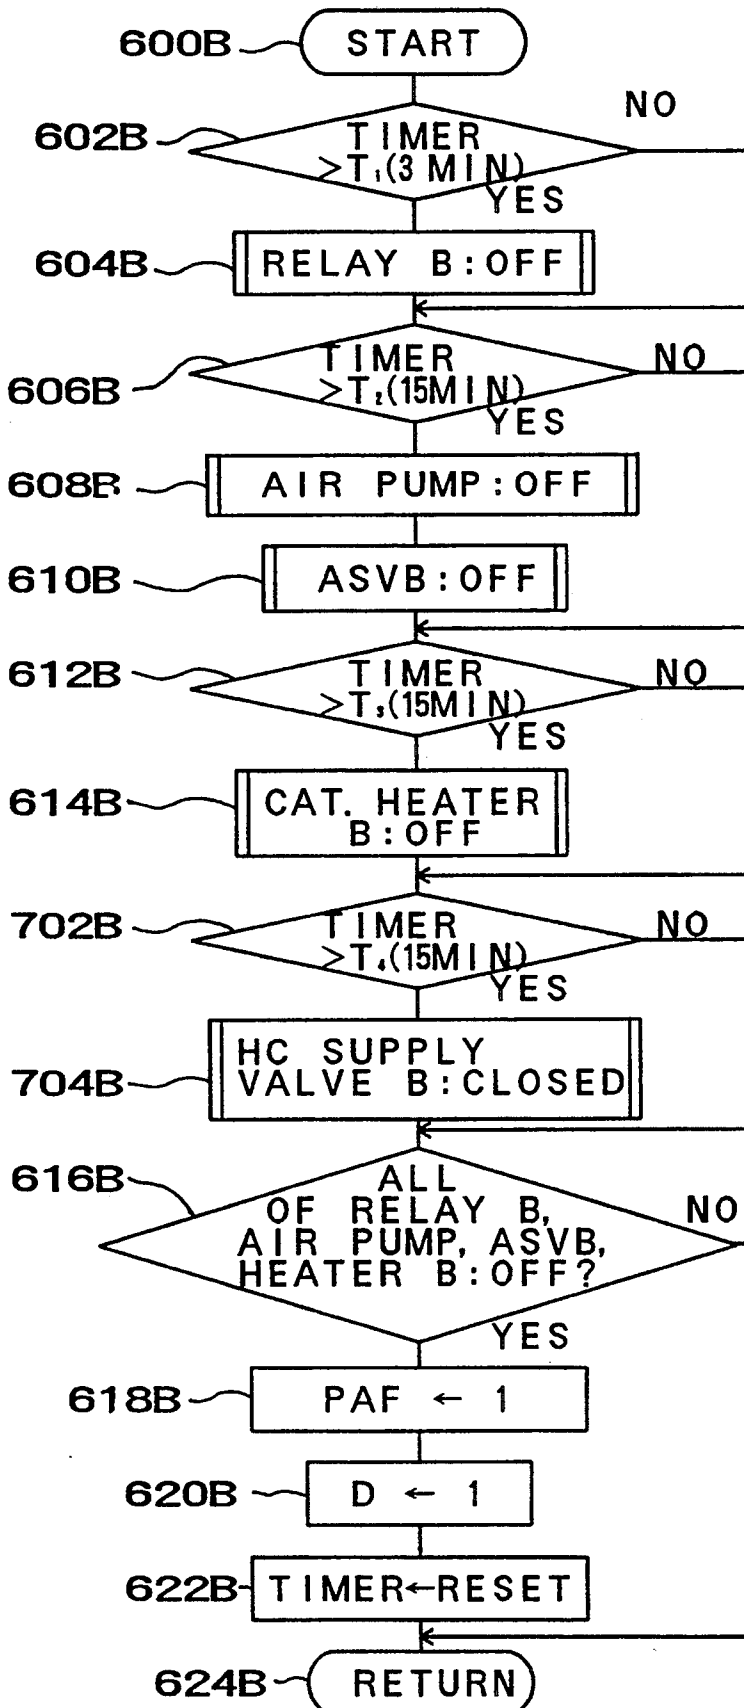 600B START
NO
602B TIMER
>T₁(3 MIN)
YES
604B RELAY B:OFF
606B TIMER NO
>T₂(15MIN)
YES
608B AIR PUMP:OFF
610B ASVB:OFF
612B TIMER NO
>T₃(15MIN)
YES
614B CAT. HEATER
B:OFF
702B TIMER NO
>T₄(15MIN)
YES
704B HC SUPPLY
VALVE B:CLOSED
616B ALL
OF RELAY B, NO
AIR PUMP, ASVB,
HEATER B:OFF?
YES
618B PAF ← 1
620B D ← 1
622B TIMER←RESET
624B RETURN